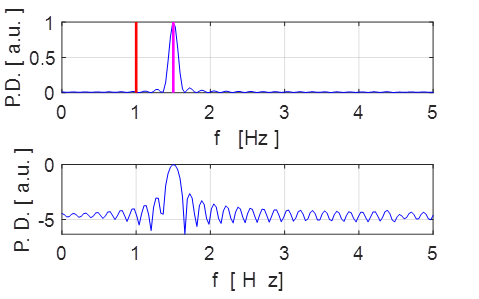 P.D. [ a.u. ]
1
0.5
0
0 1 2 3 4 5
f [Hz ]
P. D. [ a.u. ]
0
-5
0 1 2 3 4 5
f [ H z]